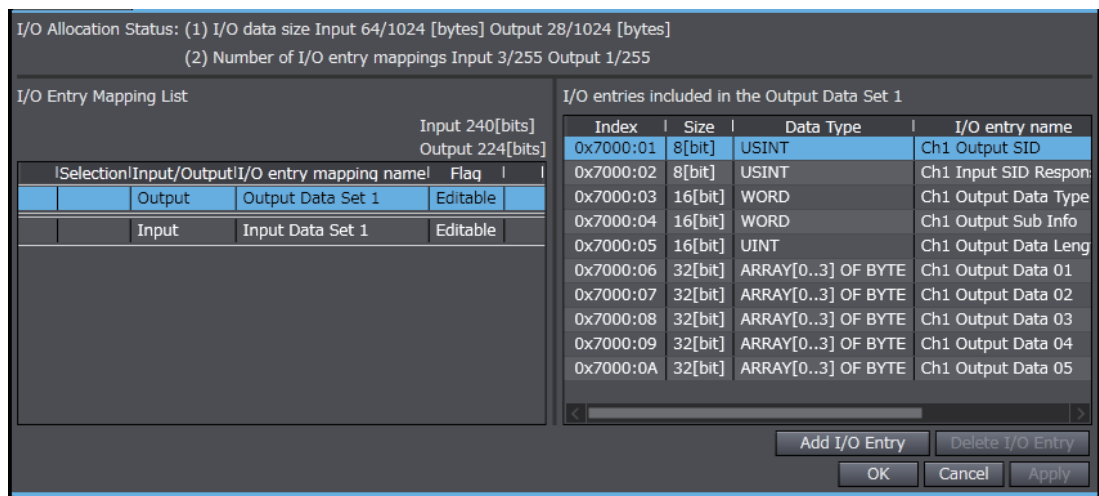 I/O Allocation Status: (1) I/O data size Input 64/1024 [bytes] Output 28/1024 [bytes]
(2) Number of I/O entry mappings Input 3/255 Output 1/255
I/O Entry Mapping List
Input 240[bits]
Output 224[bits]
Selection Input/Output I/O entry mapping name Flag
Output Output Data Set 1 Editable
Input Input Data Set 1 Editable
I/O entries included in the Output Data Set 1
Index Size Data Type I/O entry name
0x7000:01 8[bit] USINT Ch1 Output SID
0x7000:02 8[bit] USINT Ch1 Input SID Respon
0x7000:03 16[bit] WORD Ch1 Output Data Type
0x7000:04 16[bit] WORD Ch1 Output Sub Info
0x7000:05 16[bit] UINT Ch1 Output Data Leng
0x7000:06 32[bit] ARRAY[0..3] OF BYTE Ch1 Output Data 01
0x7000:07 32[bit] ARRAY[0..3] OF BYTE Ch1 Output Data 02
0x7000:08 32[bit] ARRAY[0..3] OF BYTE Ch1 Output Data 03
0x7000:09 32[bit] ARRAY[0..3] OF BYTE Ch1 Output Data 04
0x7000:0A 32[bit] ARRAY[0..3] OF BYTE Ch1 Output Data 05
Add I/O Entry Delete I/O Entry
OK Cancel Apply